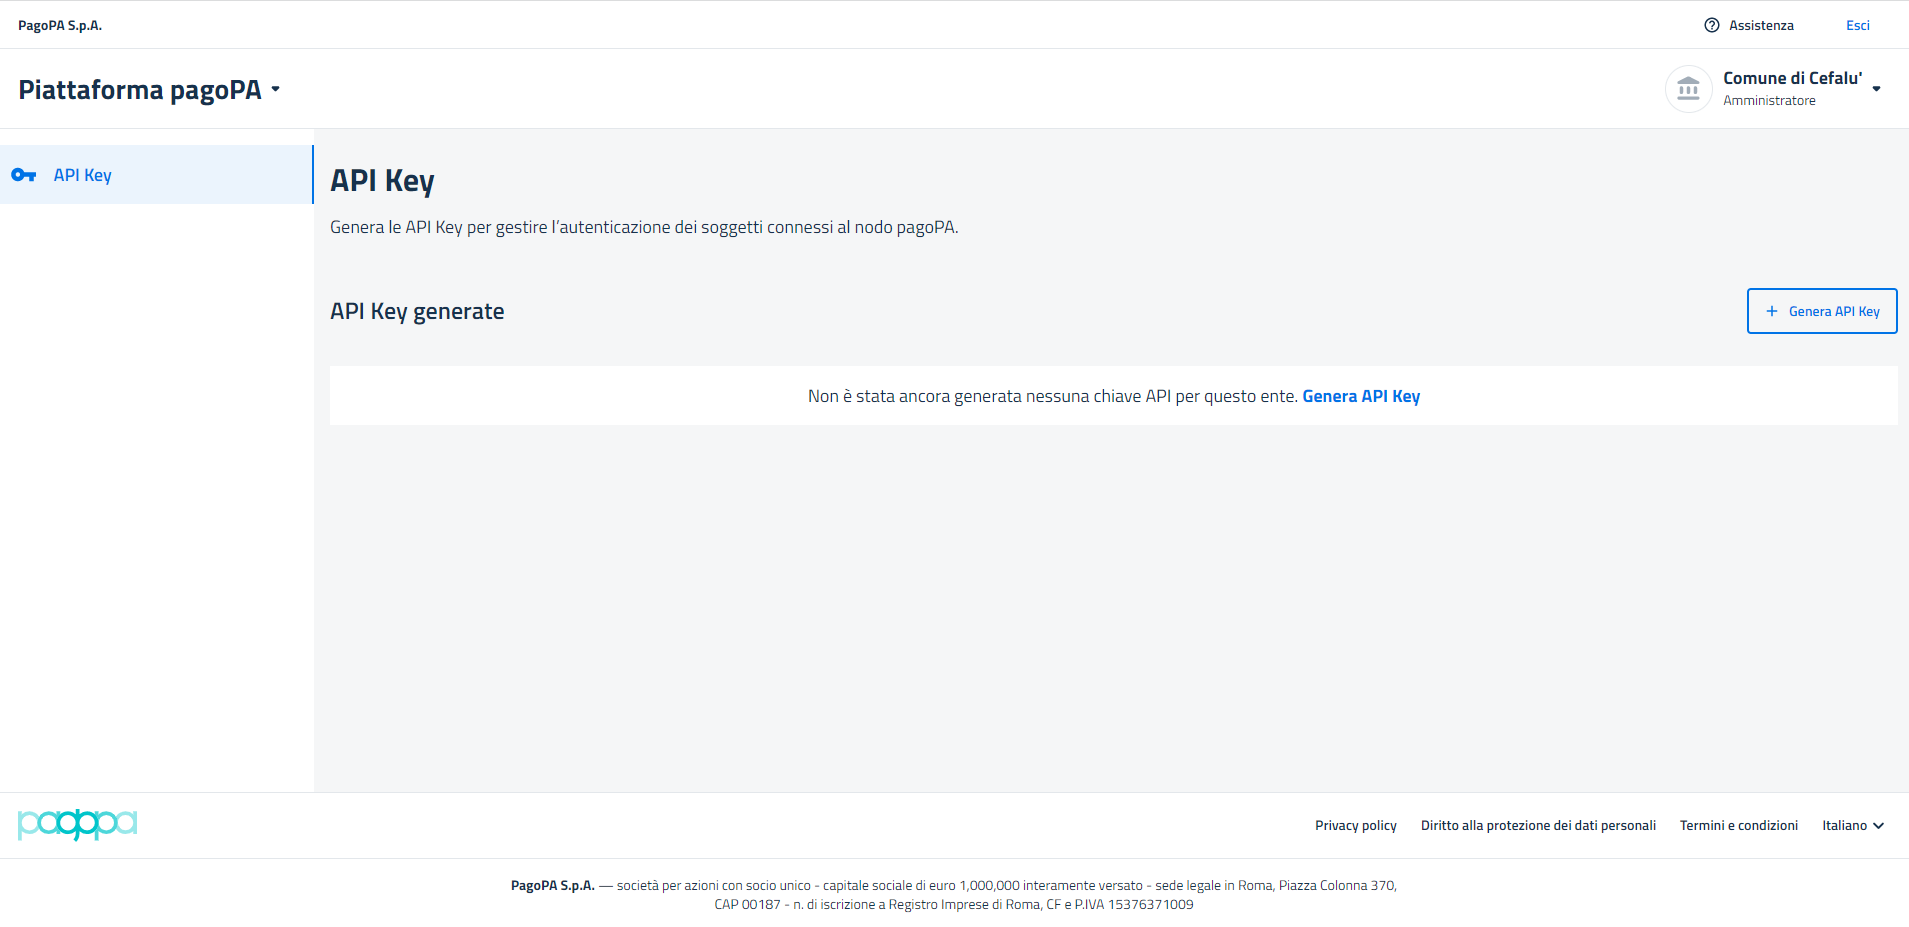 PagoPA S.p.A.
Assistenza
Esci
Piattaforma pagoPA
Comune di Cefalu'
Amministratore
API Key
API Key
Genera le API Key per gestire l’autenticazione dei soggetti connessi al nodo pagoPA.
API Key generate
Genera API Key
Non è stata ancora generata nessuna chiave API per questo ente. Genera API Key
pagopa
Privacy policy
Diritto alla protezione dei dati personali
Termini e condizioni
Italiano
PagoPA S.p.A. — società per azioni con socio unico - capitale sociale di euro 1,000,000 interamente versato - sede legale in Roma, Piazza Colonna 370,
CAP 00187 - n. di iscrizione a Registro Imprese di Roma, CF e P.IVA 15376371009